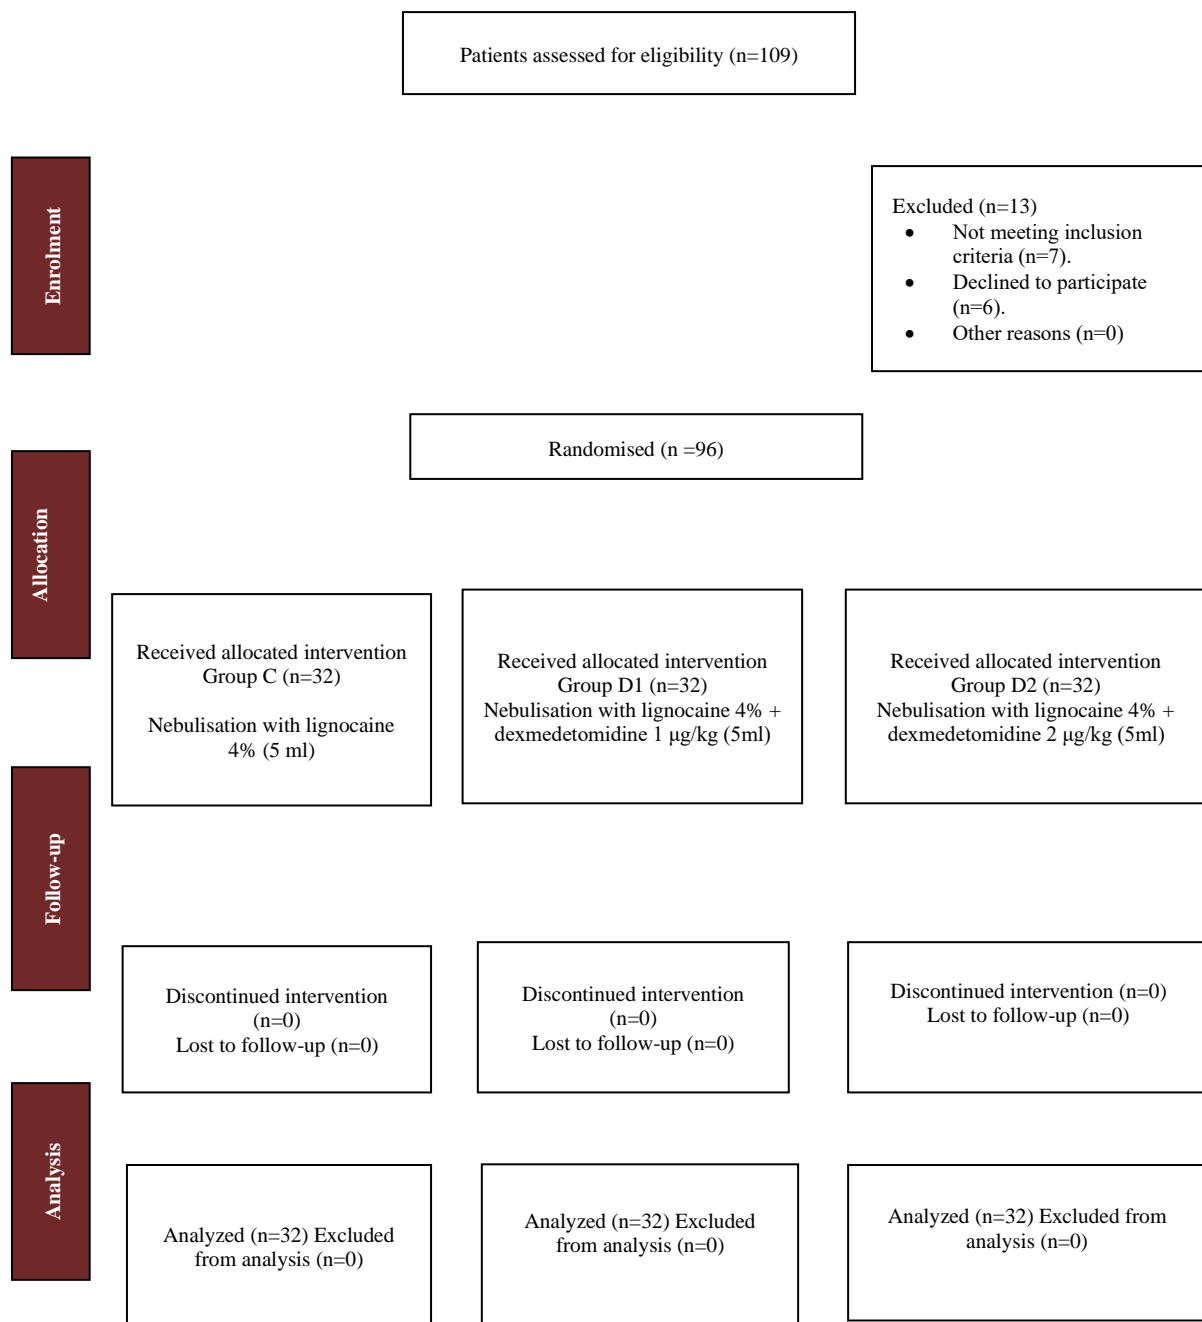 Patients assessed for eligibility (n=109)
Enrolment
Excluded (n=13)
• Not meeting inclusion
criteria (n=7).
• Declined to participate
(n=6).
• Other reasons (n=0)
Randomised (n =96)
Allocation
Received allocated intervention
Group C (n=32)
Nebulisation with lignocaine
4% (5 ml)
Received allocated intervention
Group D1 (n=32)
Nebulisation with lignocaine 4% +
dexmedetomidine 1 μg/kg (5ml)
Received allocated intervention
Group D2 (n=32)
Nebulisation with lignocaine 4% +
dexmedetomidine 2 μg/kg (5ml)
Follow-up
Discontinued intervention
(n=0)
Lost to follow-up (n=0)
Discontinued intervention
(n=0)
Lost to follow-up (n=0)
Discontinued intervention (n=0)
Lost to follow-up (n=0)
Analysis
Analyzed (n=32) Excluded
from analysis (n=0)
Analyzed (n=32) Excluded
from analysis (n=0)
Analyzed (n=32) Excluded from
analysis (n=0)